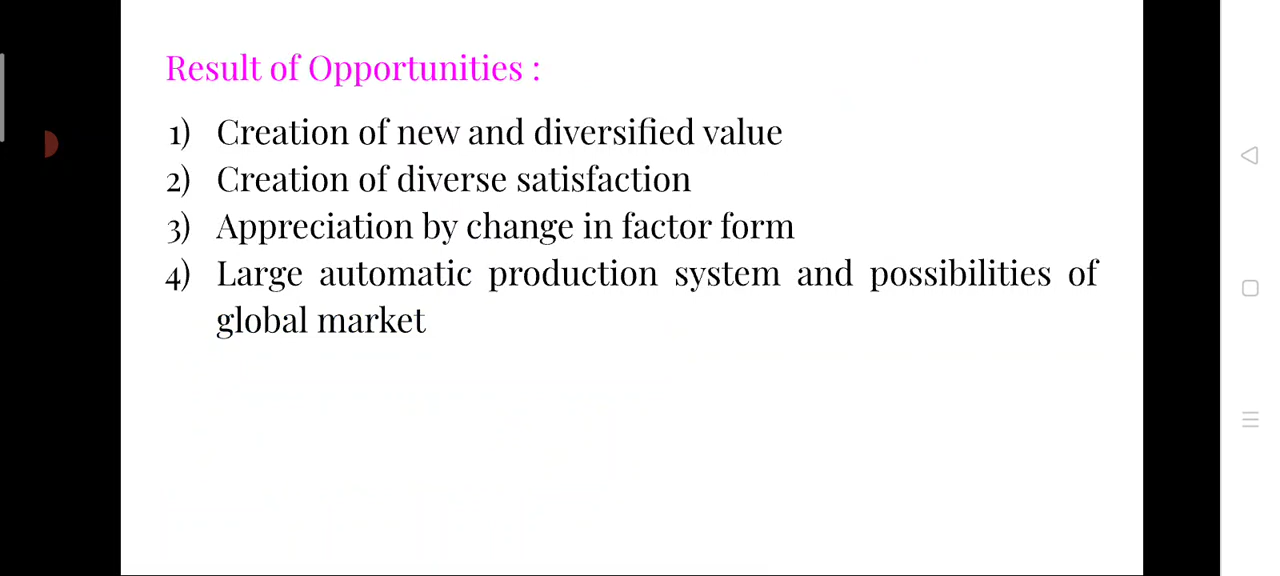 Result of Opportunities :
1) Creation of new and diversified value
2) Creation of diverse satisfaction
3) Appreciation by change in factor form
4) Large automatic production system and possibilities of
global market